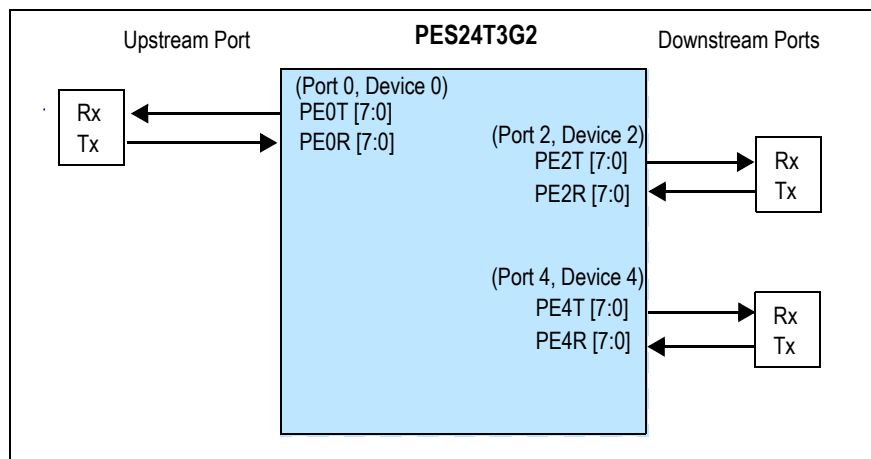 Upstream Port
PES24T3G2
Downstream Ports
(Port 0, Device 0)
Rx
PE0T [7:0]
Tx
PE0R [7:0]
(Port 2, Device 2)
PE2T [7:0]
Rx
PE2R [7:0]
Tx
(Port 4, Device 4)
PE4T [7:0]
Rx
PE4R [7:0]
Tx